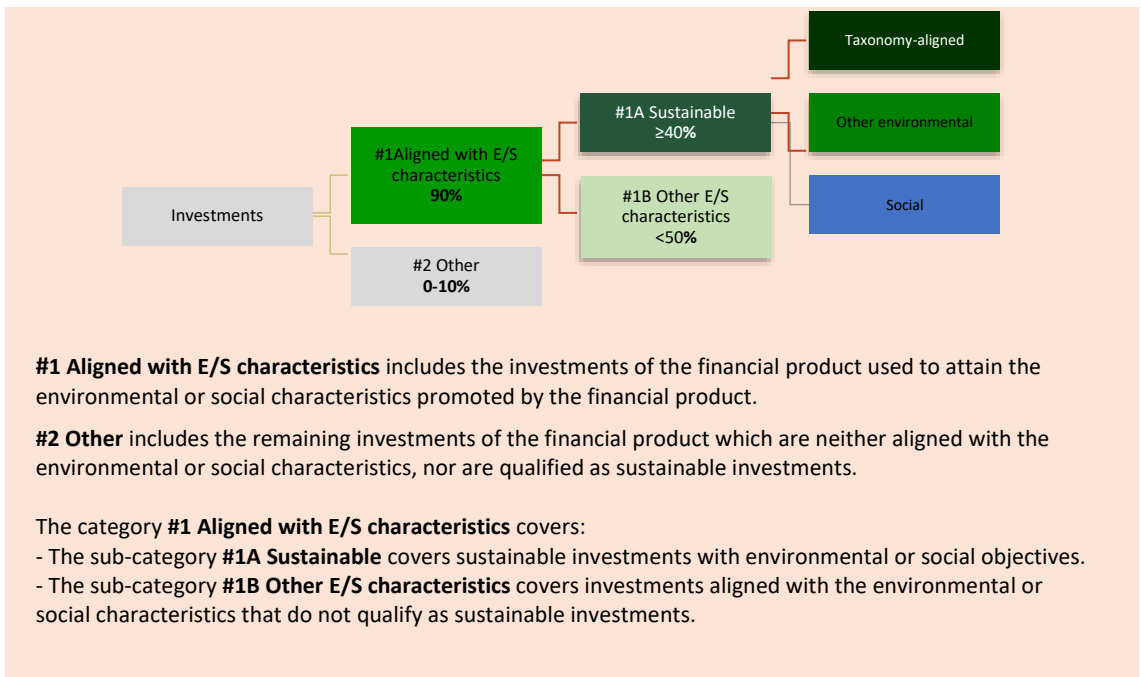 Taxonomy-aligned
#1A Sustainable
≥40%
Other environmental
#1Aligned with E/S
characteristics
90%
#1B Other E/S
characteristics
<50%
Investments
Social
#2 Other
0-10%
#1 Aligned with E/S characteristics includes the investments of the financial product used to attain the
environmental or social characteristics promoted by the financial product.
#2 Other includes the remaining investments of the financial product which are neither aligned with the
environmental or social characteristics, nor are qualified as sustainable investments.
The category #1 Aligned with E/S characteristics covers:
- The sub-category #1A Sustainable covers sustainable investments with environmental or social objectives.
- The sub-category #1B Other E/S characteristics covers investments aligned with the environmental or
social characteristics that do not qualify as sustainable investments.